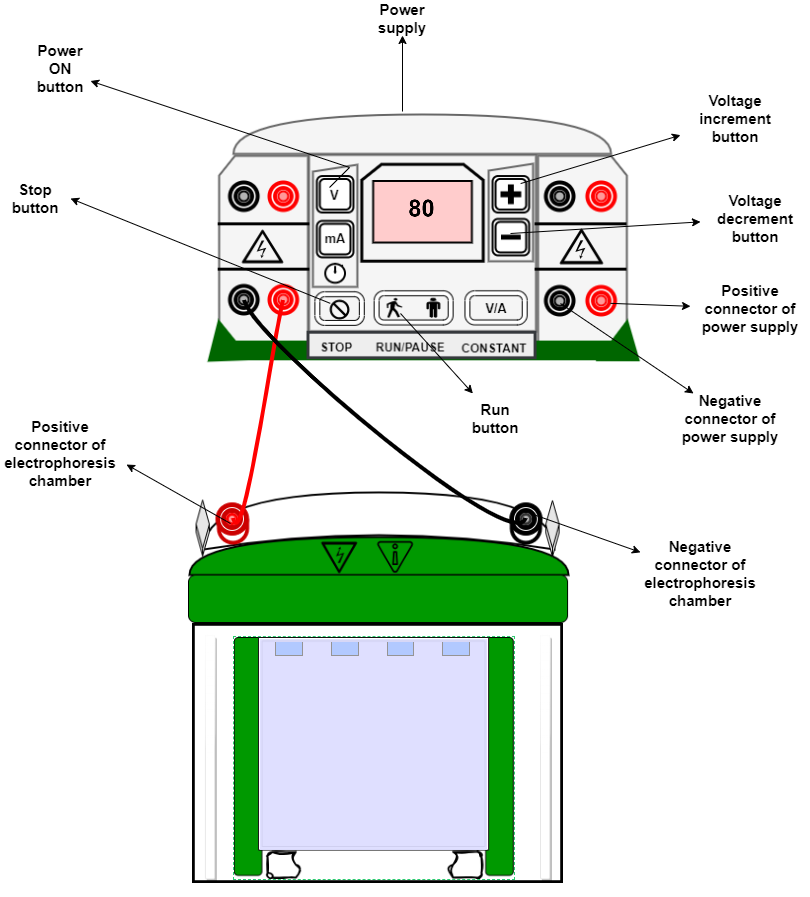 Power
supply
Power
ON
button
Voltage
increment
button
Stop
button
Voltage
decrement
button
V
80
mA
V/A
STOP
RUN/PAUSE
CONSTANT
Positive
connector of
power supply
Negative
connector of
power supply
Run
button
Positive
connector of
electrophoresis
chamber
Negative
connector of
electrophoresis
chamber